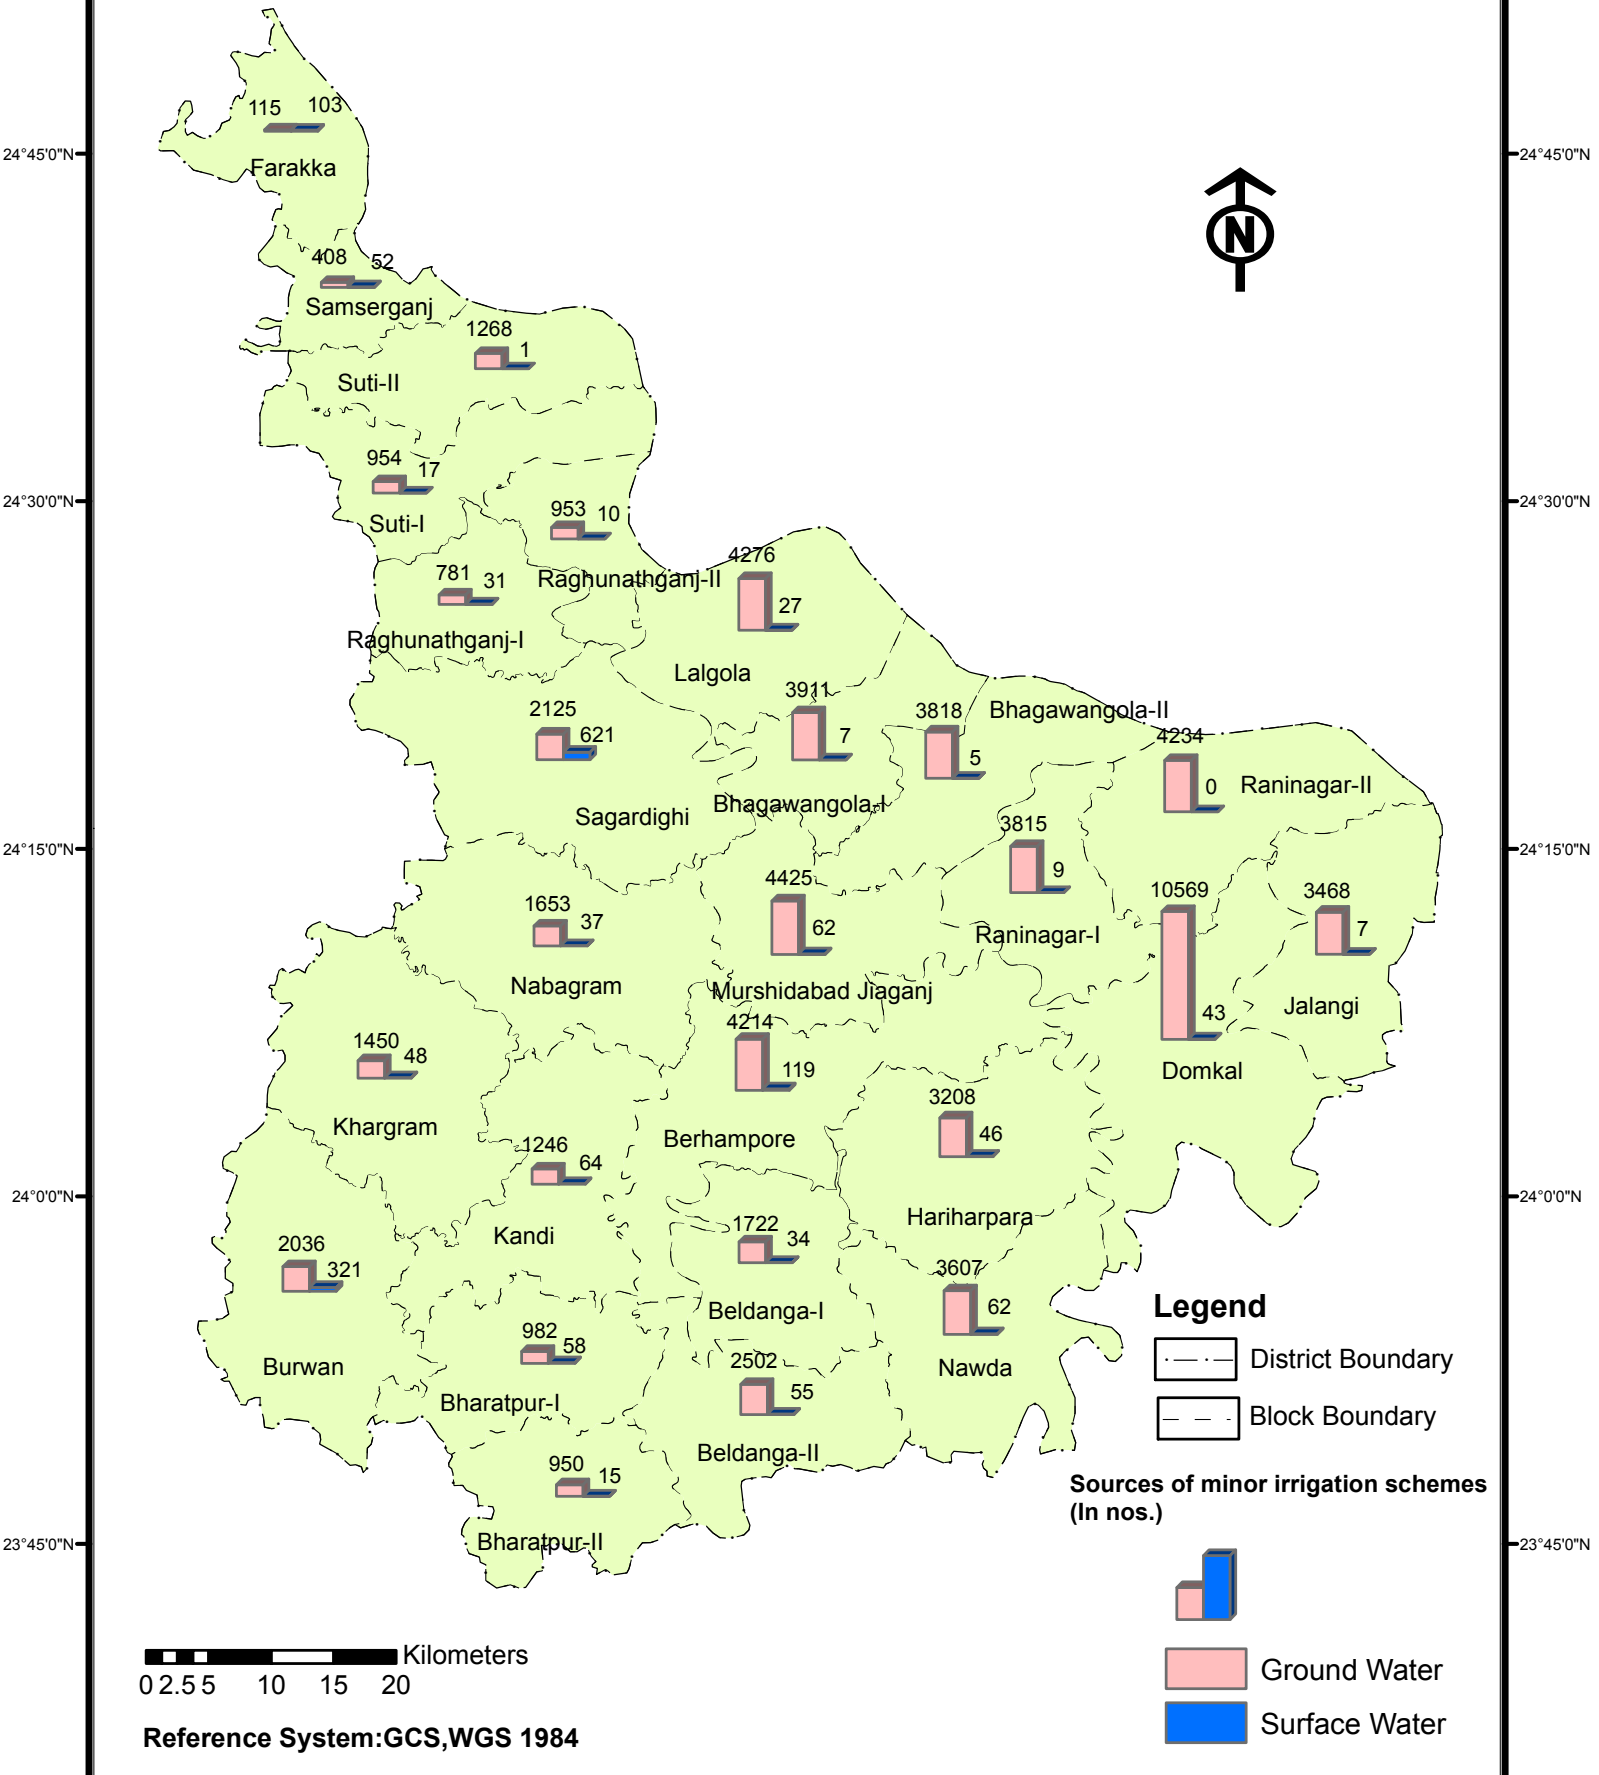 115 103
24°45'0"N 24°45'0"N
Farakka
N
408 52
Samserganj
1268
1
Suti-II
954 17
24°30'0"N 24°30'0"N
953 10
Suti-I
4276
781 31
Raghunathganj-II
27
Raghunathganj-I
Lalgola
3911
2125
3818
Bhagawangola-II
621
7
4234
5
0
Raninagar-II
Bhagawangola-I
Sagardighi
3815
24°15'0"N 24°15'0"N
9
4425
10569
3468
1653
37
62
7
Raninagar-I
Nabagram
Murshidabad Jiaganj
Jalangi
4214
43
1450
48
119
Domkal
3208
Khargram
46
Berhampore
1246
64
24°0'0"N 24°0'0"N
Hariharpara
1722
34
Kandi
2036
321
3607
62
Beldanga-I
Legend
982
58
2502
District Boundary
Burwan
Nawda
55
Bharatpur-I
Block Boundary
Beldanga-II
950
15
Sources of minor irrigation schemes
(In nos.)
Bharatpur-II
23°45'0"N 23°45'0"N
Kilometers
0 2.5 5 10 15 20
Ground Water
Surface Water
Reference System:GCS,WGS 1984